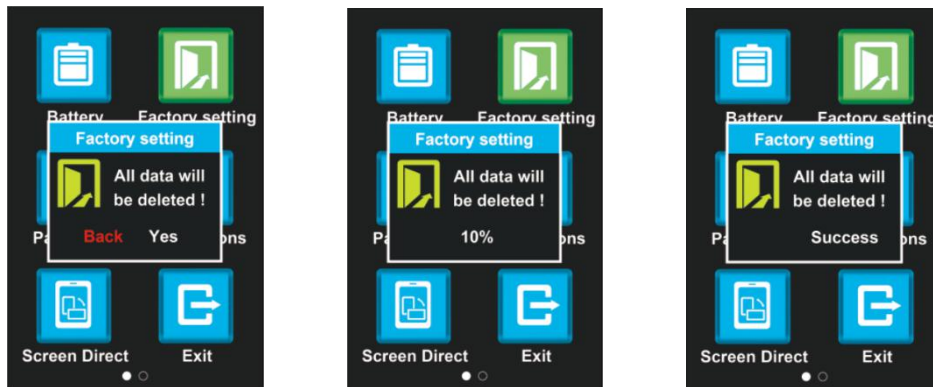 Battery Factory setting
Factory setting
All data will
be deleted !
Back Yes
Screen Direct Exit
Battery Factory setting
Factory setting
All data will
be deleted !
10%
Screen Direct Exit
Battery Factory setting
Factory setting
All data will
be deleted !
Success
Screen Direct Exit